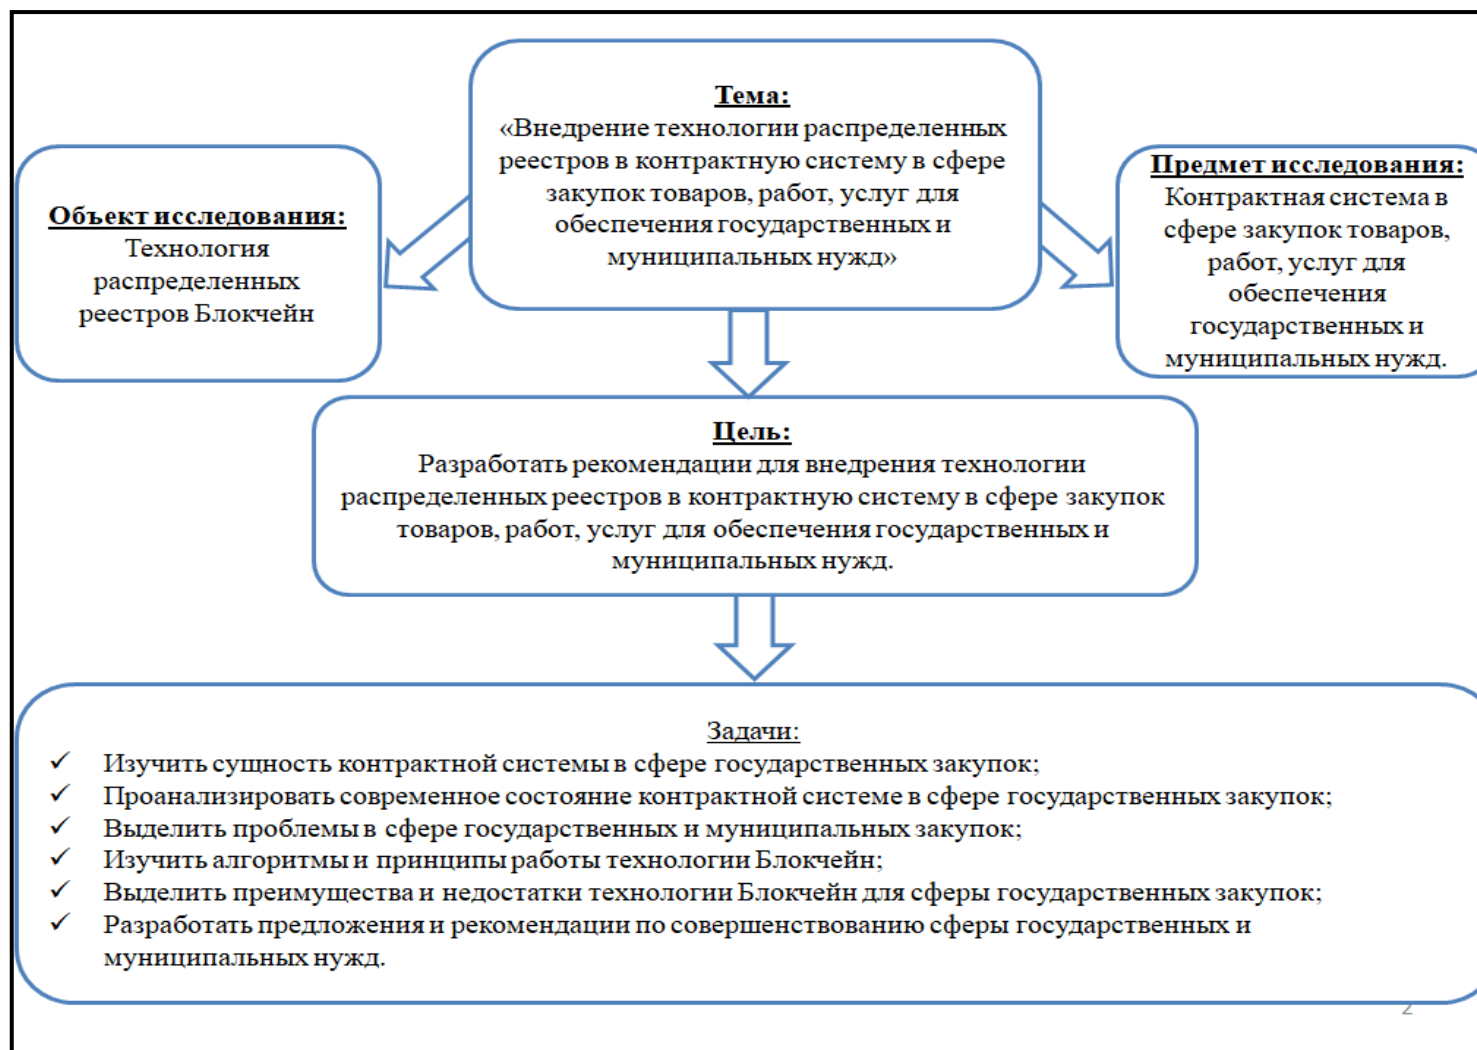 Тема:
«Внедрение технологии распределенных
реестров в контрактную систему в сфере
закупок товаров, работ, услуг для
обеспечения государственных и
муниципальных нужд»
Объект исследования:
Технология
распределенных
реестров Блокчейн
Предмет исследования:
Контрактная система в
сфере закупок товаров,
работ, услуг для
обеспечения
государственных и
муниципальных нужд.
Цель:
Разработать рекомендации для внедрения технологии
распределенных реестров в контрактную систему в сфере закупок
товаров, работ, услуг для обеспечения государственных и
муниципальных нужд.
Задачи:
✓ Изучить сущность контрактной системы в сфере государственных закупок;
✓ Проанализировать современное состояние контрактной системе в сфере государственных закупок;
✓ Выделить проблемы в сфере государственных и муниципальных закупок;
✓ Изучить алгоритмы и принципы работы технологии Блокчейн;
✓ Выделить преимущества и недостатки технологии Блокчейн для сферы государственных закупок;
✓ Разработать предложения и рекомендации по совершенствованию сферы государственных и
муниципальных нужд.
2